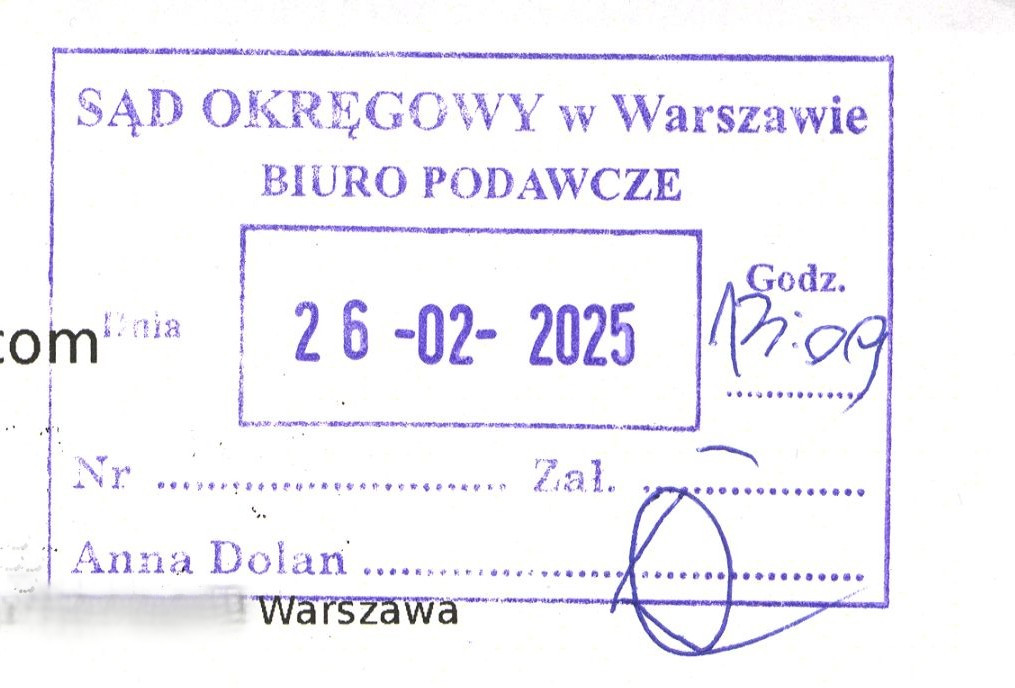 SĄD OKRĘGOWY w Warszawie
BIURO PODAWCZE
Godz.
com Dnia 26-02-2025 13:09
Nr .............................. Zał. ....................
Anna Dolan ..............................................
Warszawa